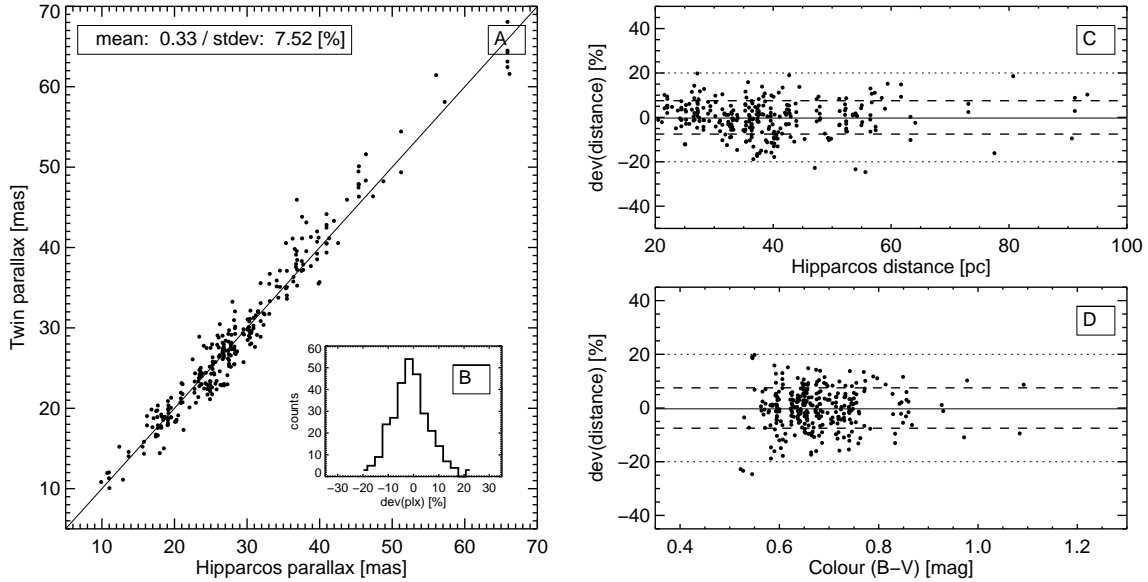 mean: 0.33 / stdev: 7.52 [%]
A
70
60
50
40
30
20
10
Twin parallax [mas]
10 20 30 40 50 60 70
Hipparcos parallax [mas]
B
60
50
40
30
20
10
0
counts
−30 −20 −10 0 10 20 30
dev(plx) [%]
C
40
20
0
−20
−40
dev(distance) [%]
20 40 60 80 100
Hipparcos distance [pc]
D
40
20
0
−20
−40
dev(distance) [%]
0.4 0.6 0.8 1.0 1.2
Colour (B−V) [mag]